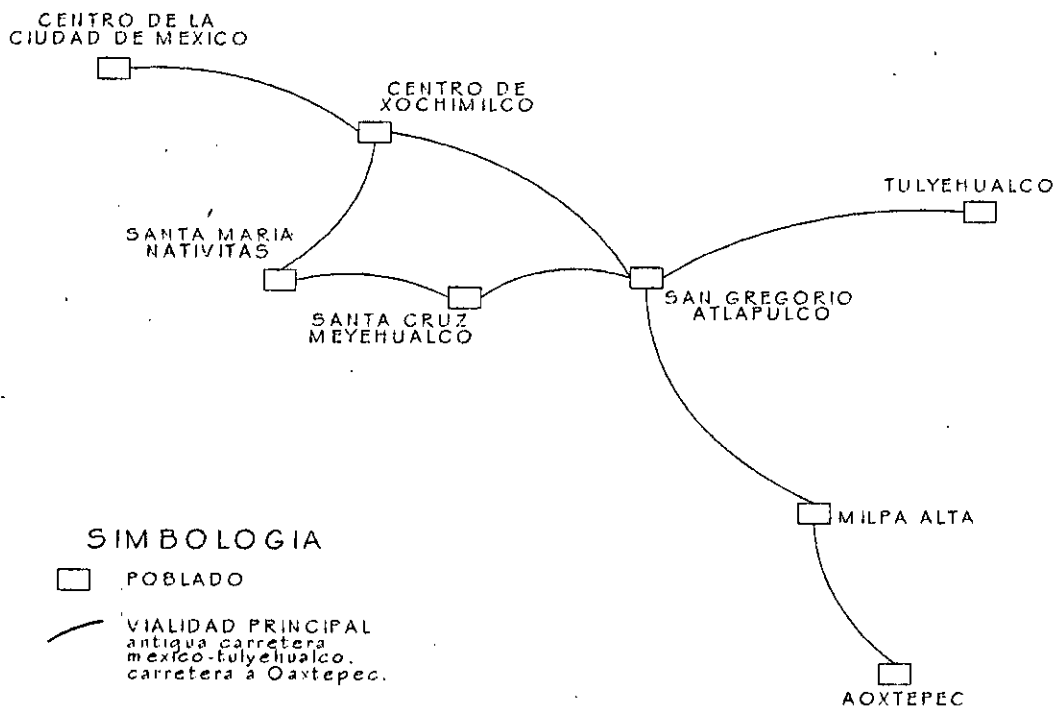 CENTRO DE LA
CIUDAD DE MEXICO
CENTRO DE
XOCHIMILCO
TULYEHUALCO
SANTA MARIA
NATIVITAS
SAN GREGORIO
ATLAPULCO
SANTA CRUZ
MEYEHUALCO
MILPA ALTA
SIMBOLOGIA
POBLADO
VIALIDAD PRINCIPAL
antigua carretera
mexico-tulyehualco.
carretera a Oaxtepec.
AOXTEPEC